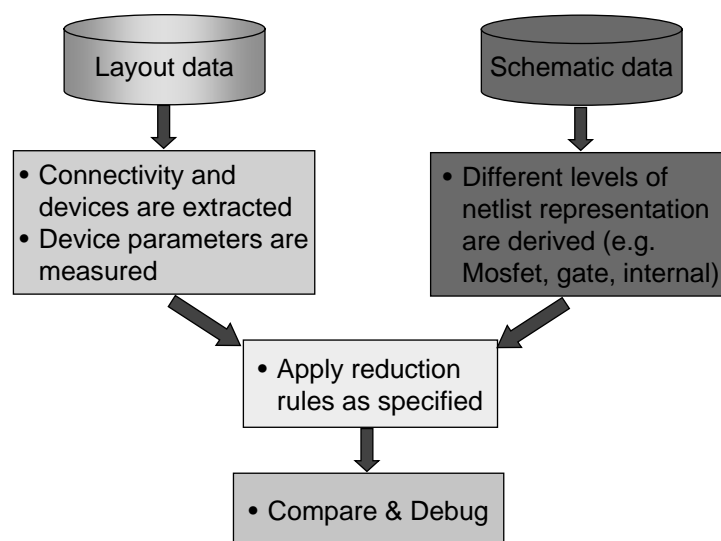 Layout data
Schematic data
• Connectivity and
devices are extracted
• Device parameters are
measured
• Different levels of
netlist representation
are derived (e.g.
Mosfet, gate, internal)
• Apply reduction
rules as specified
• Compare & Debug